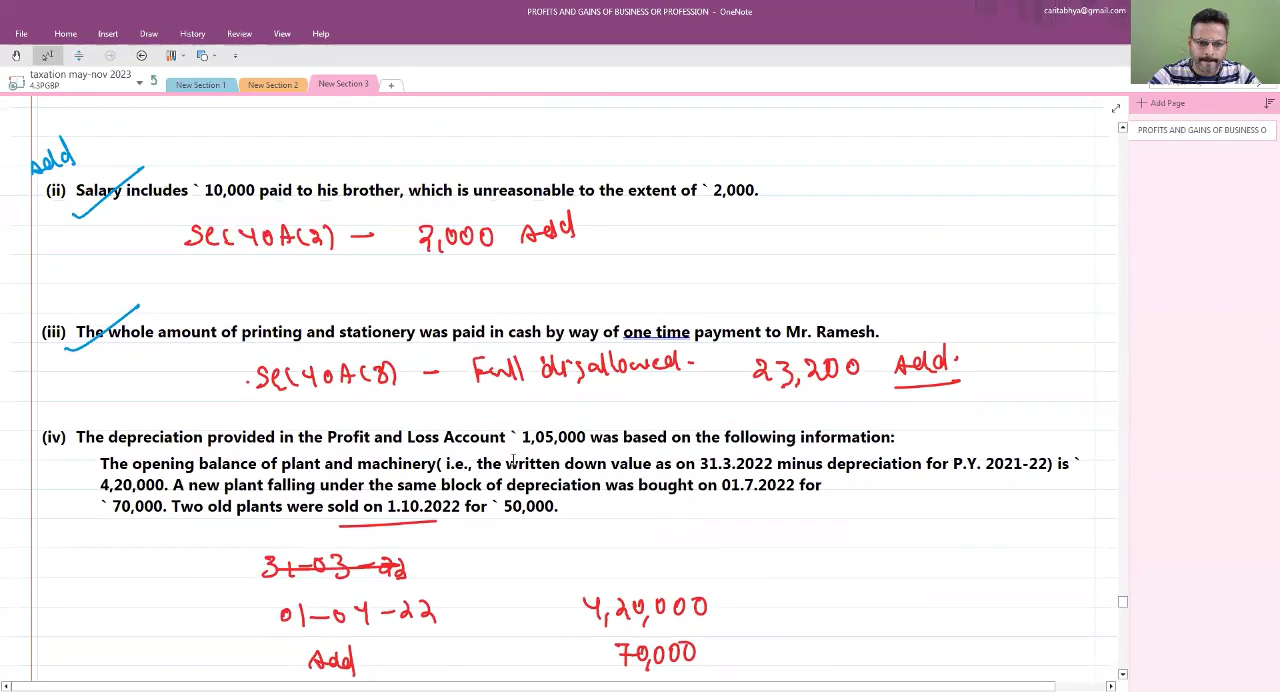 PROFITS AND GAINS OF BUSINESS OR PROFESSION - OneNote
caritabhya@gmail.com
File Home Insert Draw History Review View Help
taxation may-nov 2023
4.3PGBP
New Section 1 New Section 2 New Section 3
Add Page
PROFITS AND GAINS OF BUSINESS O
Add
(ii) Salary includes ` 10,000 paid to his brother, which is unreasonable to the extent of ` 2,000.
Sec 40A(2) - 2,000 Add
(iii) The whole amount of printing and stationery was paid in cash by way of one time payment to Mr. Ramesh.
Sec 40A(3) - Full disallowed - 23,200 Add.
(iv) The depreciation provided in the Profit and Loss Account ` 1,05,000 was based on the following information:
The opening balance of plant and machinery( i.e., the written down value as on 31.3.2022 minus depreciation for P.Y. 2021-22) is `
4,20,000. A new plant falling under the same block of depreciation was bought on 01.7.2022 for
` 70,000. Two old plants were sold on 1.10.2022 for ` 50,000.
31-03-22
01-04-22 4,20,000
Add 70,000